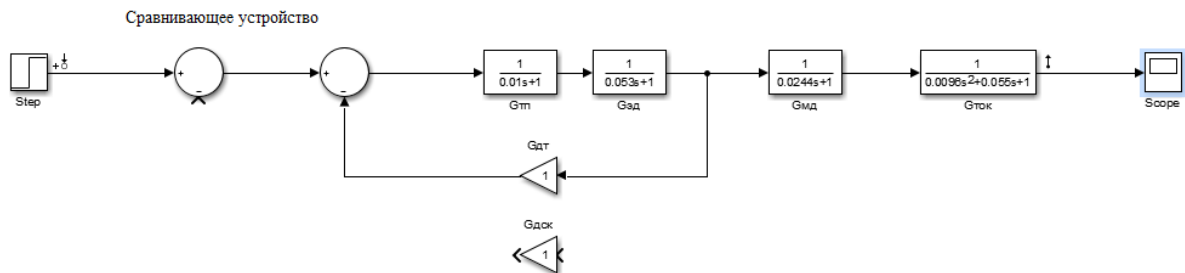 Сравнивающее устройство
Step
+
−
+
−
1
0.01s+1
Gтп
1
0.053s+1
Gэд
1
0.0244s+1
Gмд
1
0.0096s2+0.055s+1
Gток
Scope
Gдт
1
Gдск
1